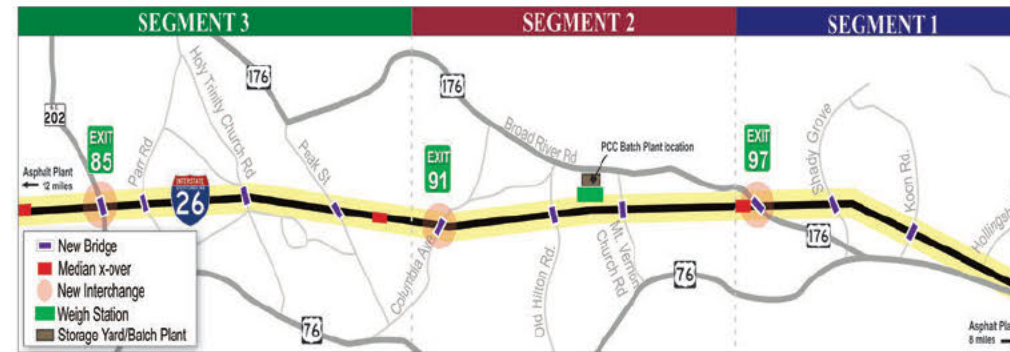 SEGMENT 3
SEGMENT 2
SEGMENT 1
176
176
Holy Trinity Church Rd
S.C.
202
EXIT
85
Parr Rd
Peak St.
EXIT
91
Broad River Rd
PCC Batch Plant location
EXIT
97
Shady Grove
Koon Rd.
Asphalt Plant
12 miles
INTERSTATE
26
Columbia Ave
Old Hilton Rd
Mt. Vernon
Church Rd
176
76
76
New Bridge
Median x-over
New Interchange
Weigh Station
Storage Yard/Batch Plant
8 miles